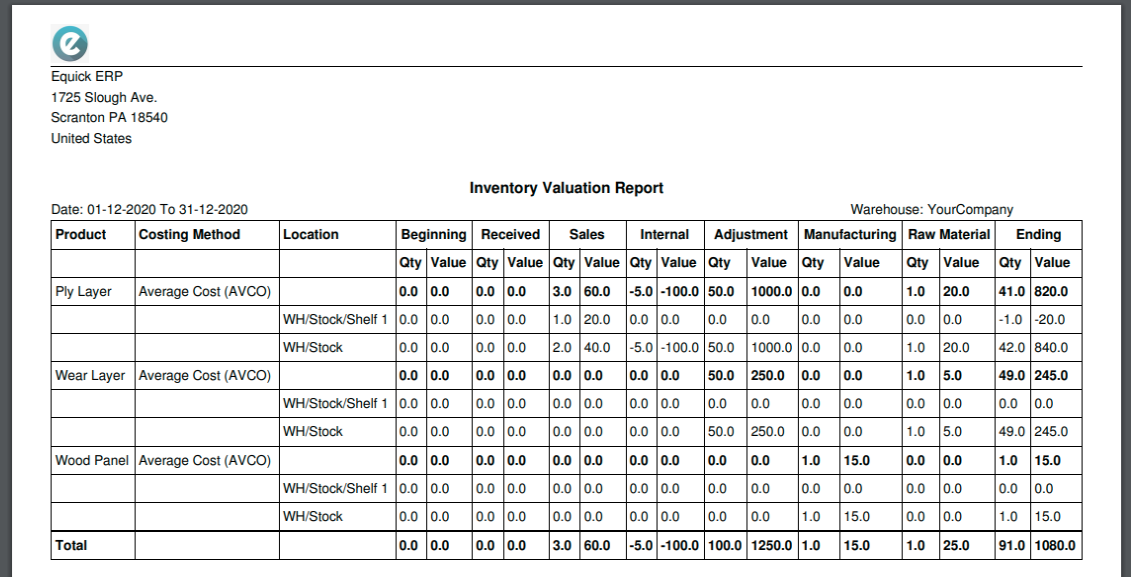 Equick ERP
1725 Slough Ave.
Scranton PA 18540
United States
Inventory Valuation Report
Date: 01-12-2020 To 31-12-2020 Warehouse: YourCompany
Product Costing Method Location Beginning Received Sales Internal Adjustment Manufacturing Raw Material Ending
Qty Value Qty Value Qty Value Qty Value Qty Value Qty Value Qty Value Qty Value
Ply Layer Average Cost (AVCO) 0.0 0.0 0.0 0.0 3.0 60.0 -5.0 -100.0 50.0 1000.0 0.0 0.0 1.0 20.0 41.0 820.0
WH/Stock/Shelf 1 0.0 0.0 0.0 0.0 1.0 20.0 0.0 0.0 0.0 0.0 0.0 0.0 0.0 0.0 -1.0 -20.0
WH/Stock 0.0 0.0 0.0 0.0 2.0 40.0 -5.0 -100.0 50.0 1000.0 0.0 0.0 1.0 20.0 42.0 840.0
Wear Layer Average Cost (AVCO) 0.0 0.0 0.0 0.0 0.0 0.0 0.0 0.0 50.0 250.0 0.0 0.0 1.0 5.0 49.0 245.0
WH/Stock/Shelf 1 0.0 0.0 0.0 0.0 0.0 0.0 0.0 0.0 0.0 0.0 0.0 0.0 0.0 0.0 0.0 0.0
WH/Stock 0.0 0.0 0.0 0.0 0.0 0.0 0.0 0.0 50.0 250.0 0.0 0.0 1.0 5.0 49.0 245.0
Wood Panel Average Cost (AVCO) 0.0 0.0 0.0 0.0 0.0 0.0 0.0 0.0 0.0 0.0 1.0 15.0 0.0 0.0 1.0 15.0
WH/Stock/Shelf 1 0.0 0.0 0.0 0.0 0.0 0.0 0.0 0.0 0.0 0.0 0.0 0.0 0.0 0.0 0.0 0.0
WH/Stock 0.0 0.0 0.0 0.0 0.0 0.0 0.0 0.0 0.0 0.0 1.0 15.0 0.0 0.0 1.0 15.0
Total 0.0 0.0 0.0 0.0 3.0 60.0 -5.0 -100.0 100.0 1250.0 1.0 15.0 1.0 25.0 91.0 1080.0